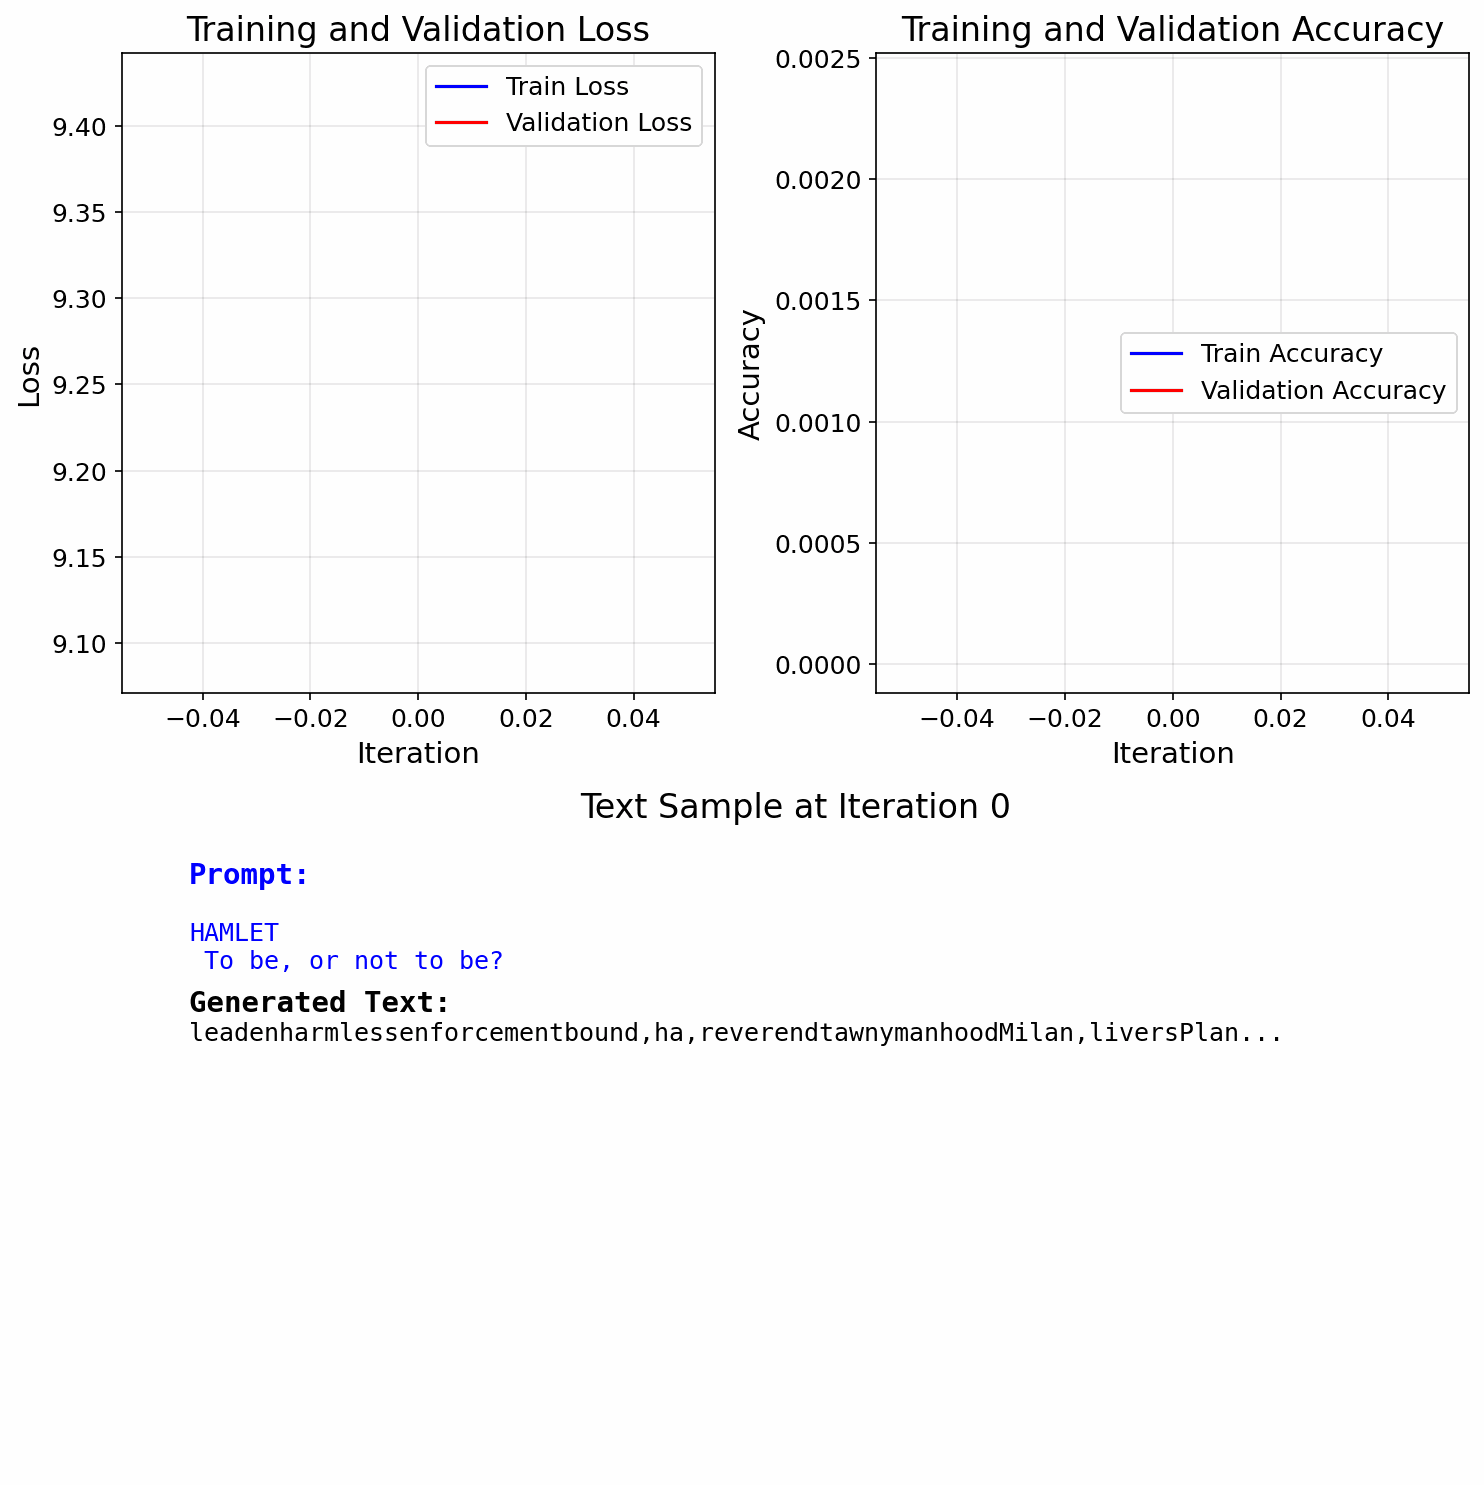 Training and Validation Loss
Train Loss
Validation Loss
9.40
9.35
9.30
9.25
9.20
9.15
9.10
Loss
−0.04 −0.02 0.00 0.02 0.04
Iteration
Training and Validation Accuracy
Train Accuracy
Validation Accuracy
0.0025
0.0020
0.0015
0.0010
0.0005
0.0000
Accuracy
−0.04 −0.02 0.00 0.02 0.04
Iteration
Text Sample at Iteration 0
Prompt:
HAMLET
To be, or not to be?
Generated Text:
leadenharmlessenforcementbound,ha,reverendtawnymanhoodMilan,liversPlan...